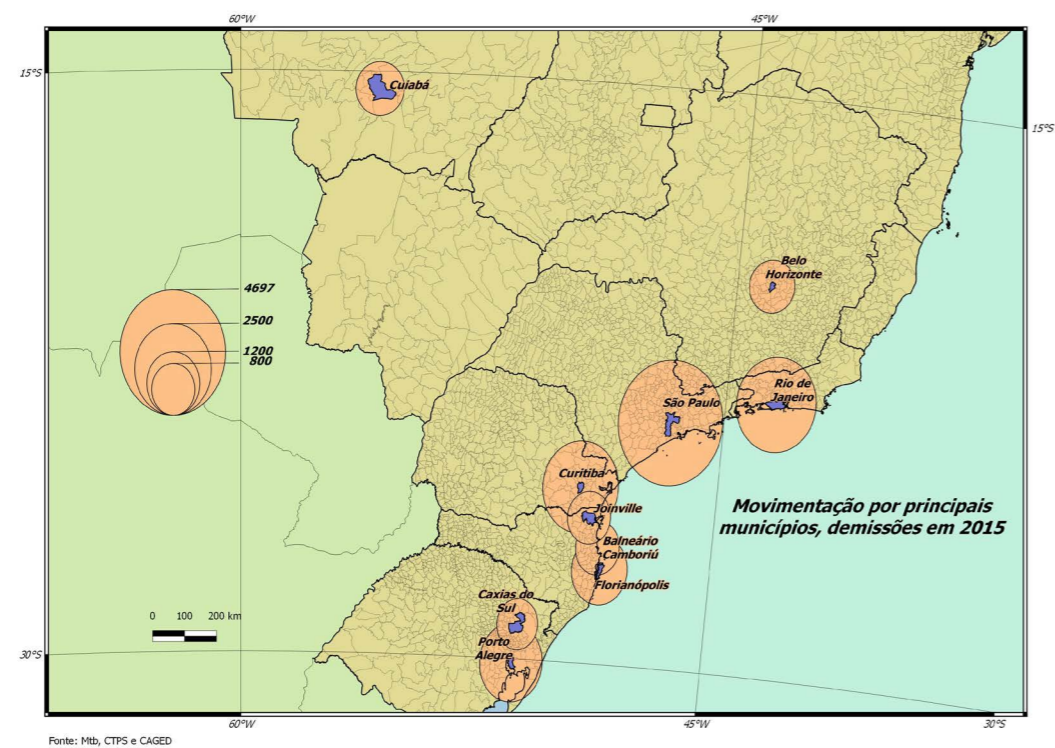 60°W
45°W
15°S
Cuiabá
15°S
Belo
Horizonte
4697
2500
1200
800
Rio de
Janeiro
São Paulo
Curitiba
Joinville
Movimentação por principais
municípios, demissões em 2015
Balneário
Camboriú
Florianópolis
Caxias do
Sul
0 100 200 km
Porto
Alegre
30°S
60°W
45°W
30°S
Fonte: Mtb, CTPS e CAGED